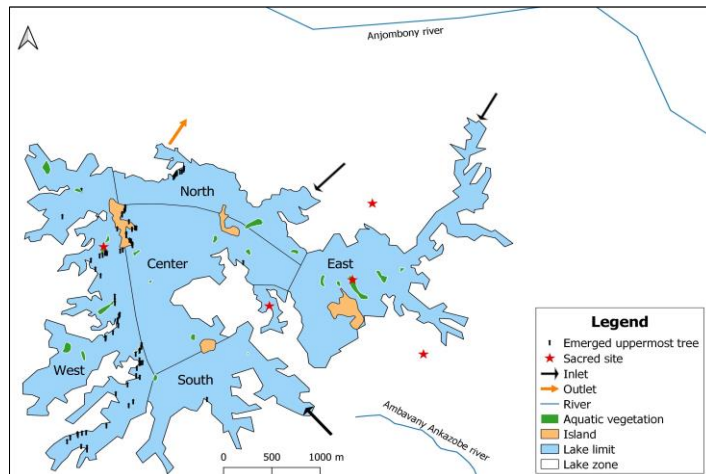 Anjombony river
North
Center
East
West
South
Ambavany Ankazobe river
0 500 1000 m
Legend
Emerged uppermost tree
Sacred site
Inlet
Outlet
River
Aquatic vegetation
Island
Lake limit
Lake zone